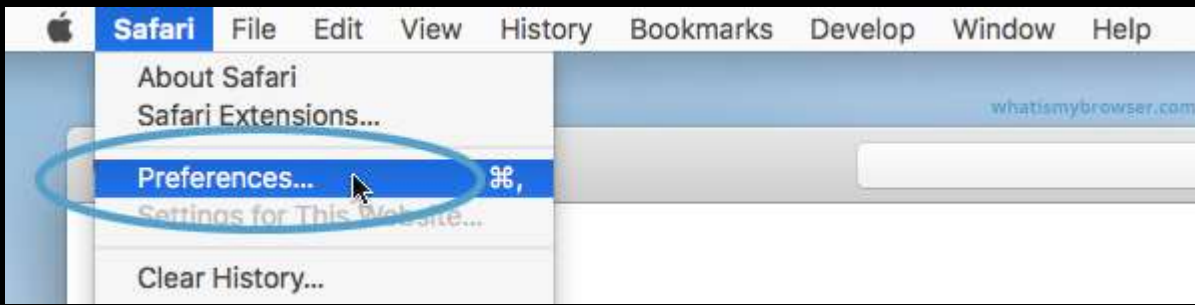 Safari File Edit View History Bookmarks Develop Window Help
About Safari
Safari Extensions...
whatismybrowser.com
Preferences... ⌘,
Settings for This Website...
Clear History...